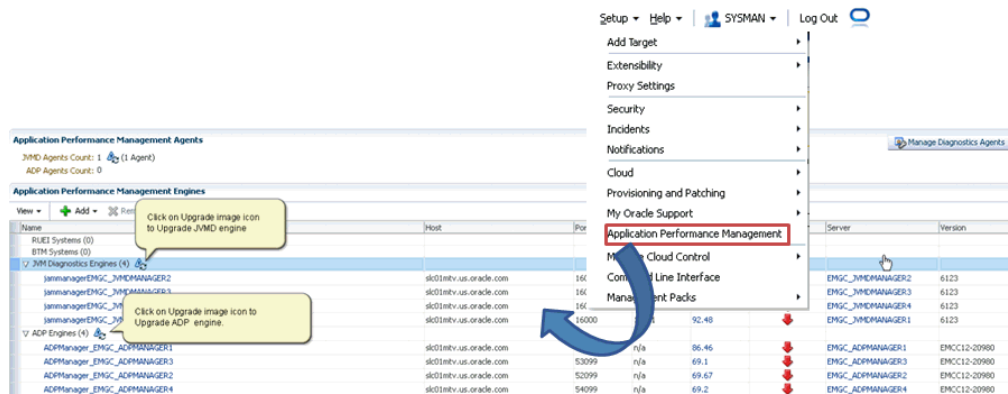 Setup Help SYSMAN Log Out
Add Target
Extensibility
Proxy Settings
Security
Incidents
Notifications
Cloud
Provisioning and Patching
My Oracle Support
Application Performance Management
Cloud Control
Line Interface
Packs
Application Performance Management Agents
JVMD Agents Count: 1 (1 Agent)
ADP Agents Count: 0
Manage Diagnostics Agents
Application Performance Management Engines
View Add
Click on Upgrade image icon
to Upgrade JVMD engine
Name Host Server Version
RUEI Systems (0)
BTM Systems (0)
JVM Diagnostics Engines (4)
jammanagerEMGC_JVMDMANAGER2 slc01mtv.us.oracle.com EMGC_JVMDMANAGER2 6123
jammanagerEMGC_JVMDMANAGER3 slc01mtv.us.oracle.com EMGC_JVMDMANAGER3 6123
slc01mtv.us.oracle.com EMGC_JVMDMANAGER4 6123
slc01mtv.us.oracle.com 16000 92.48 EMGC_JVMDMANAGER1 6123
Click on Upgrade image icon to
Upgrade ADP engine.
ADP Engines (4)
ADPManager_EMGC_ADPMANAGER1 slc01mtv.us.oracle.com n/a 86.46 EMGC_ADPMANAGER1 EMCC12-20980
ADPManager_EMGC_ADPMANAGER3 slc01mtv.us.oracle.com 53099 n/a 69.1 EMGC_ADPMANAGER3 EMCC12-20980
ADPManager_EMGC_ADPMANAGER2 slc01mtv.us.oracle.com 52099 n/a 69.67 EMGC_ADPMANAGER2 EMCC12-20980
ADPManager_EMGC_ADPMANAGER4 slc01mtv.us.oracle.com 54099 n/a 69.2 EMGC_ADPMANAGER4 EMCC12-20980